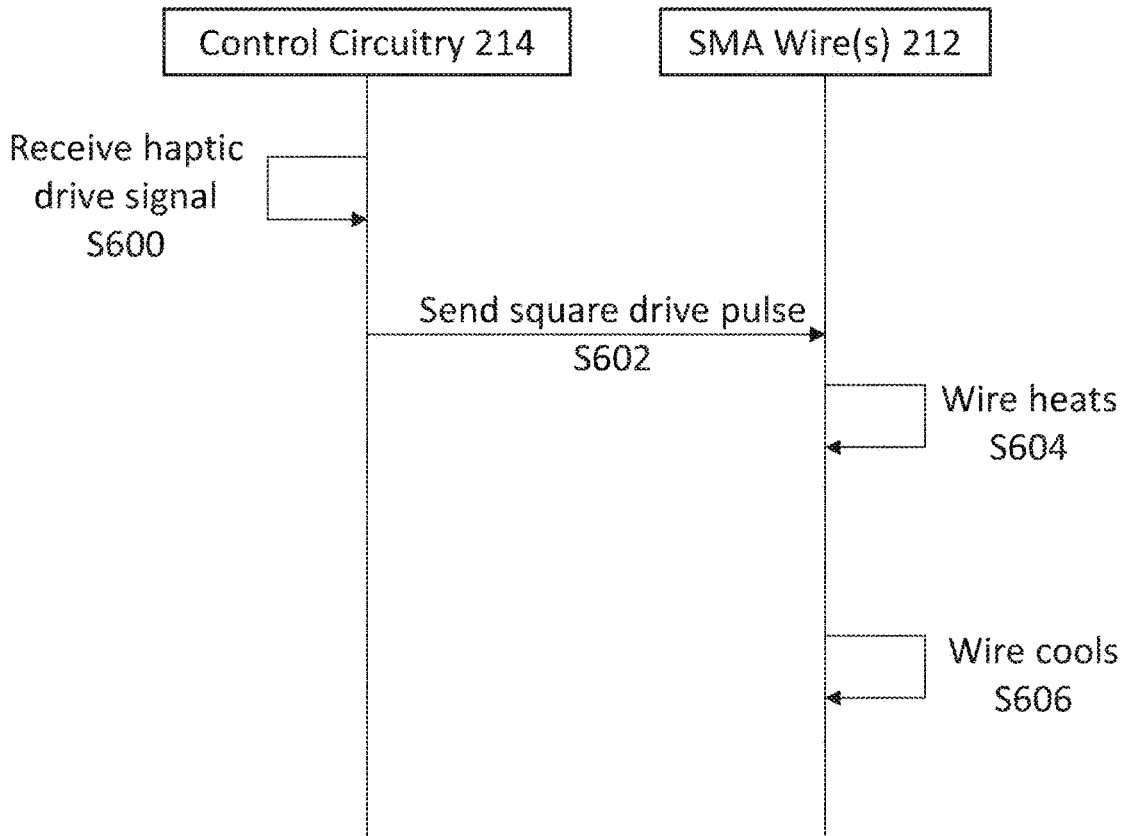 Control Circuitry 214
SMA Wire(s) 212
Receive haptic
drive signal
S600
Send square drive pulse
S602
Wire heats
S604
Wire cools
S606